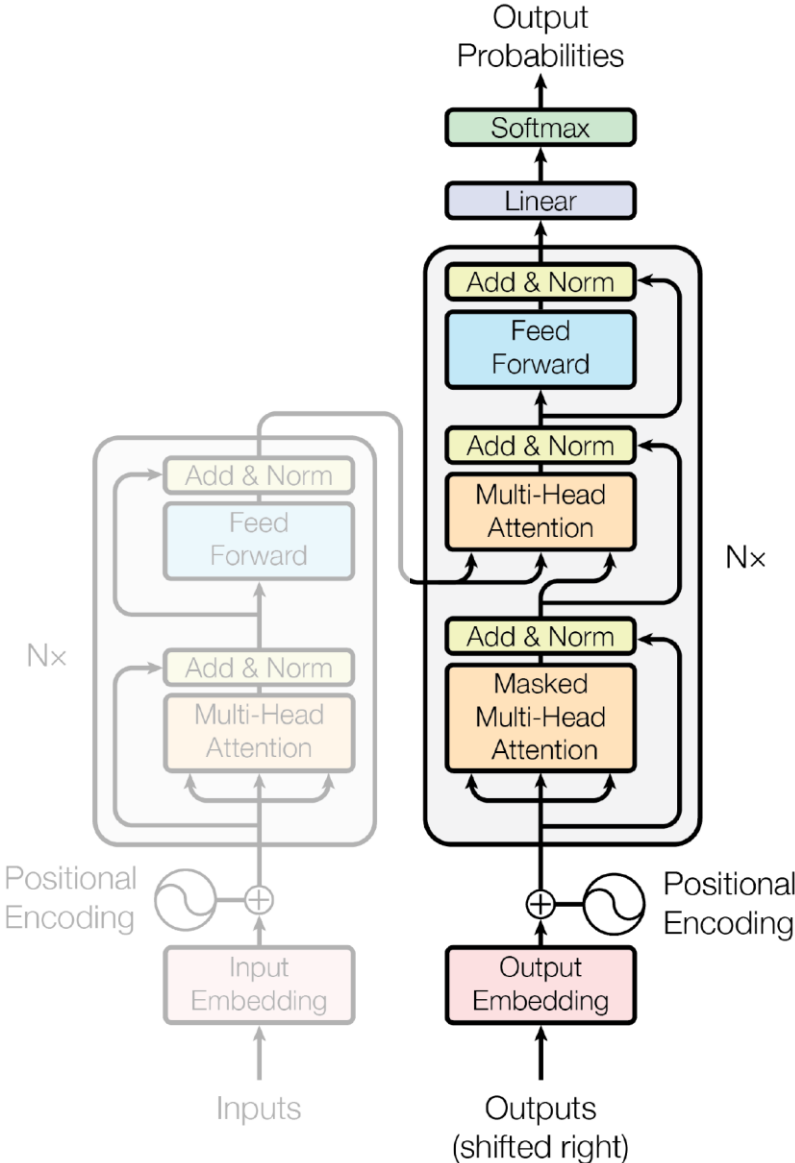 Output
Probabilities
Softmax
Linear
Add & Norm
Feed
Forward
Add & Norm
Multi-Head
Attention
Nx
Add & Norm
Masked
Multi-Head
Attention
Positional
Encoding
Output
Embedding
Outputs
(shifted right)
Add & Norm
Feed
Forward
Nx
Add & Norm
Multi-Head
Attention
Positional
Encoding
Input
Embedding
Inputs